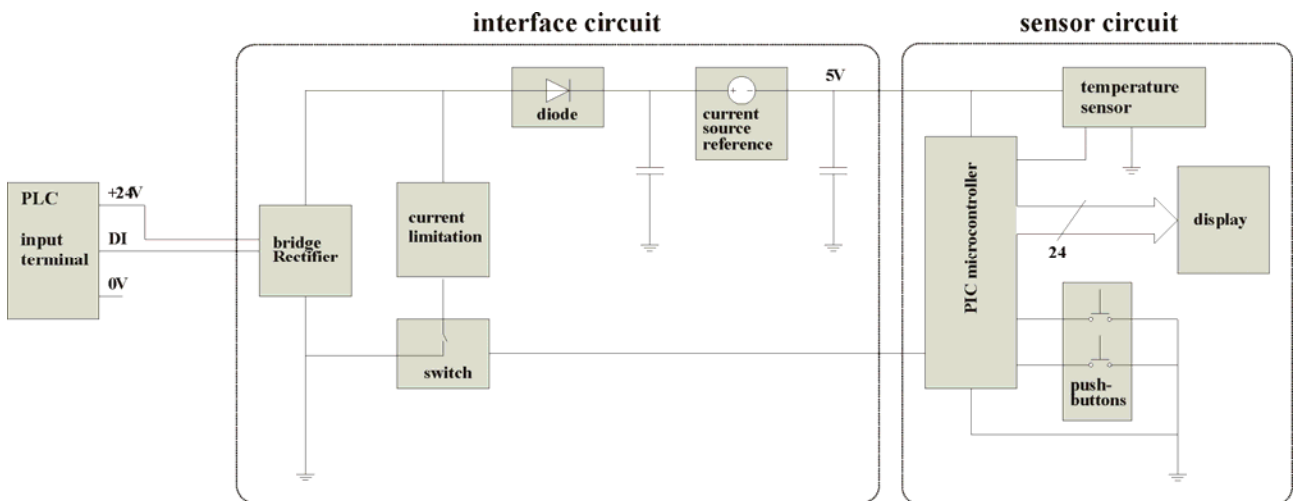 interface circuit
sensor circuit
diode
current
source
reference
5V
temperature
sensor
PLC
input
terminal
+24V
DI
0V
bridge
Rectifier
current
limitation
switch
PIC microcontroller
24
display
push-
buttons
+ -